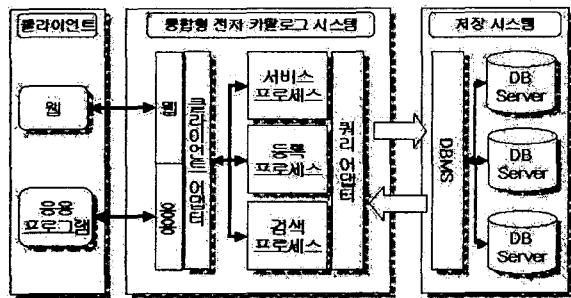 클라이언트
웹
응용
프로그램
통합형 전자 카탈로그 시스템
웹
응용
클라이언트 어댑터
서비스
프로세스
등록
프로세스
검색
프로세스
쿼리 어댑터
저장 시스템
DBMS
DB
Server
DB
Server
DB
Server